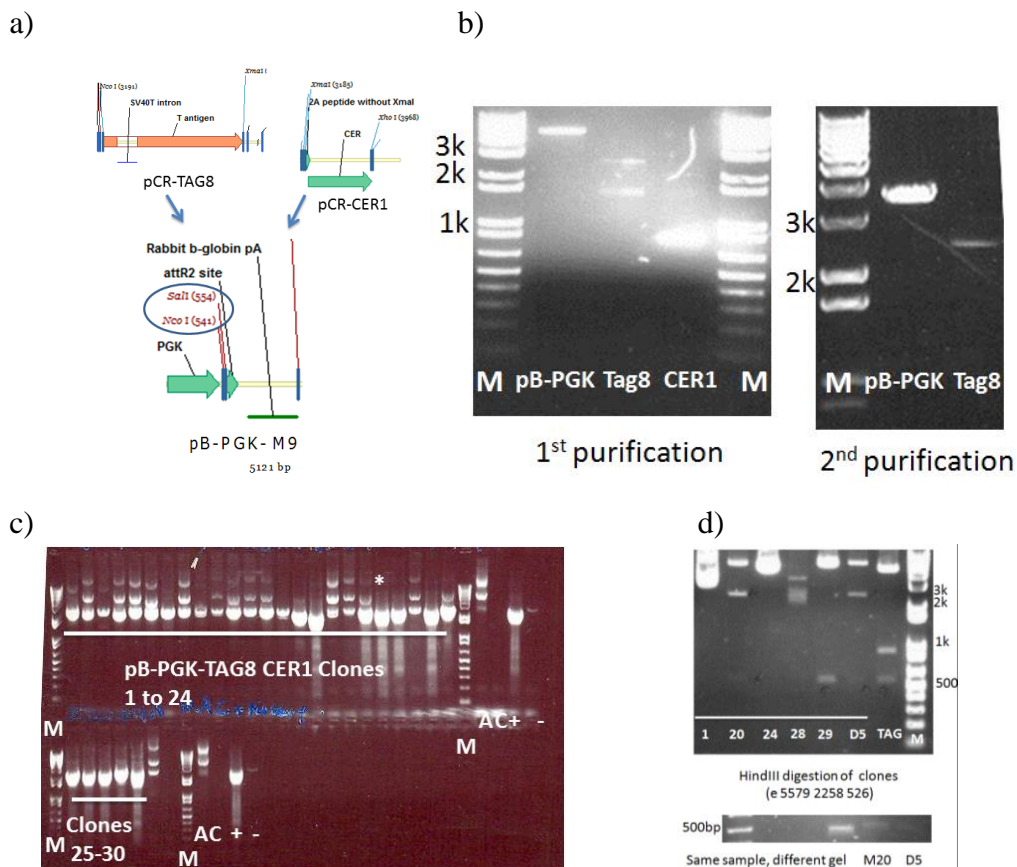 a)
NcoI (3191)
XmaI (
SV40T intron
T antigen
pCR-TAG8
XmaI (3185)
2A peptide without XmaI
XhoI (3968)
CER
pCR-CER1
Rabbit b-globin pA
attR2 site
SalI (554)
NcoI (541)
PGK
pB-PGK-M9
5121 bp
b)
3k
2k
1k
M pB-PGK Tag8 CER1 M
1st purification
3k
2k
M pB-PGK Tag8
2nd purification
c)
*
pB-PGK-TAG8 CER1 Clones
1 to 24
M
M
AC + -
Clones
25-30
M
M
AC + -
d)
3k
2k
1k
500
1 20 24 28 29 D5 TAG M
HindIII digestion of clones
(e 5579 2258 526)
500bp
Same sample, different gel M20 D5